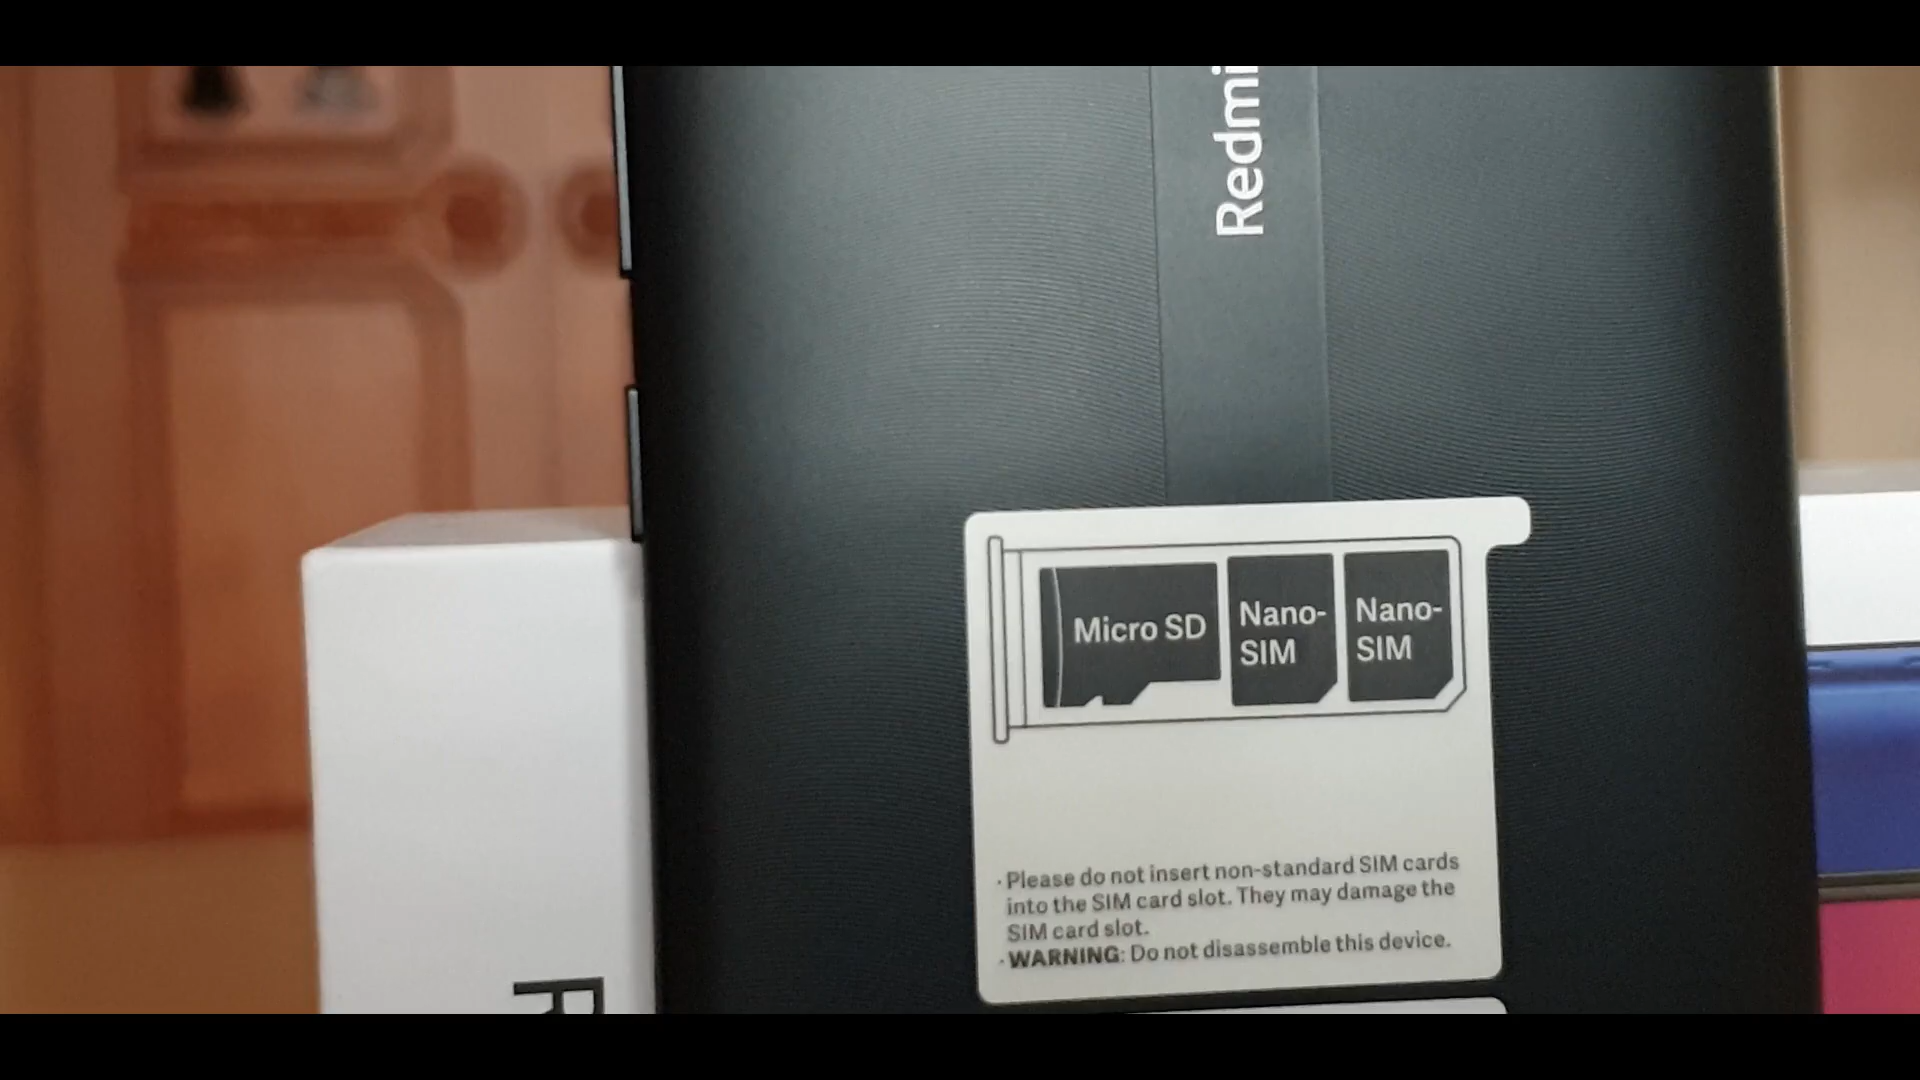 Redmi
Micro SD
Nano-
SIM
Nano-
SIM
· Please do not insert non-standard SIM cards
into the SIM card slot. They may damage the
SIM card slot.
· WARNING: Do not disassemble this device.
R